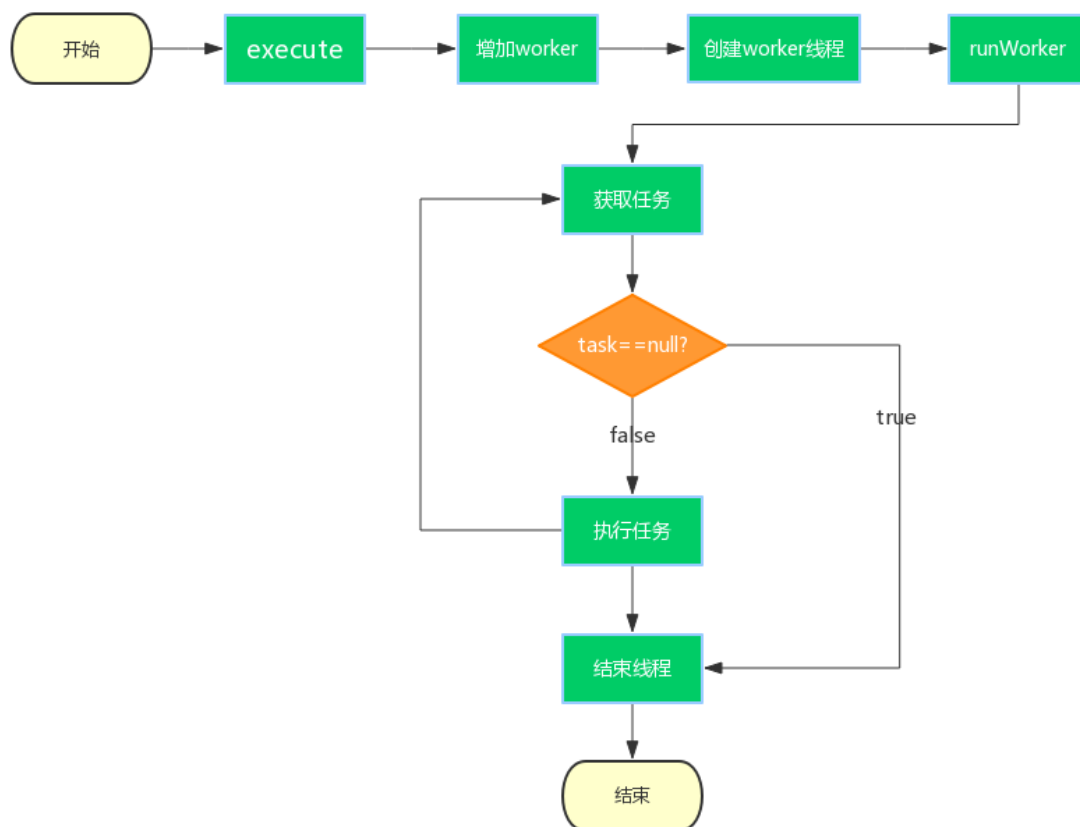 开始
execute
增加worker
创建worker线程
runWorker
获取任务
task==null?
true
false
执行任务
结束线程
结束